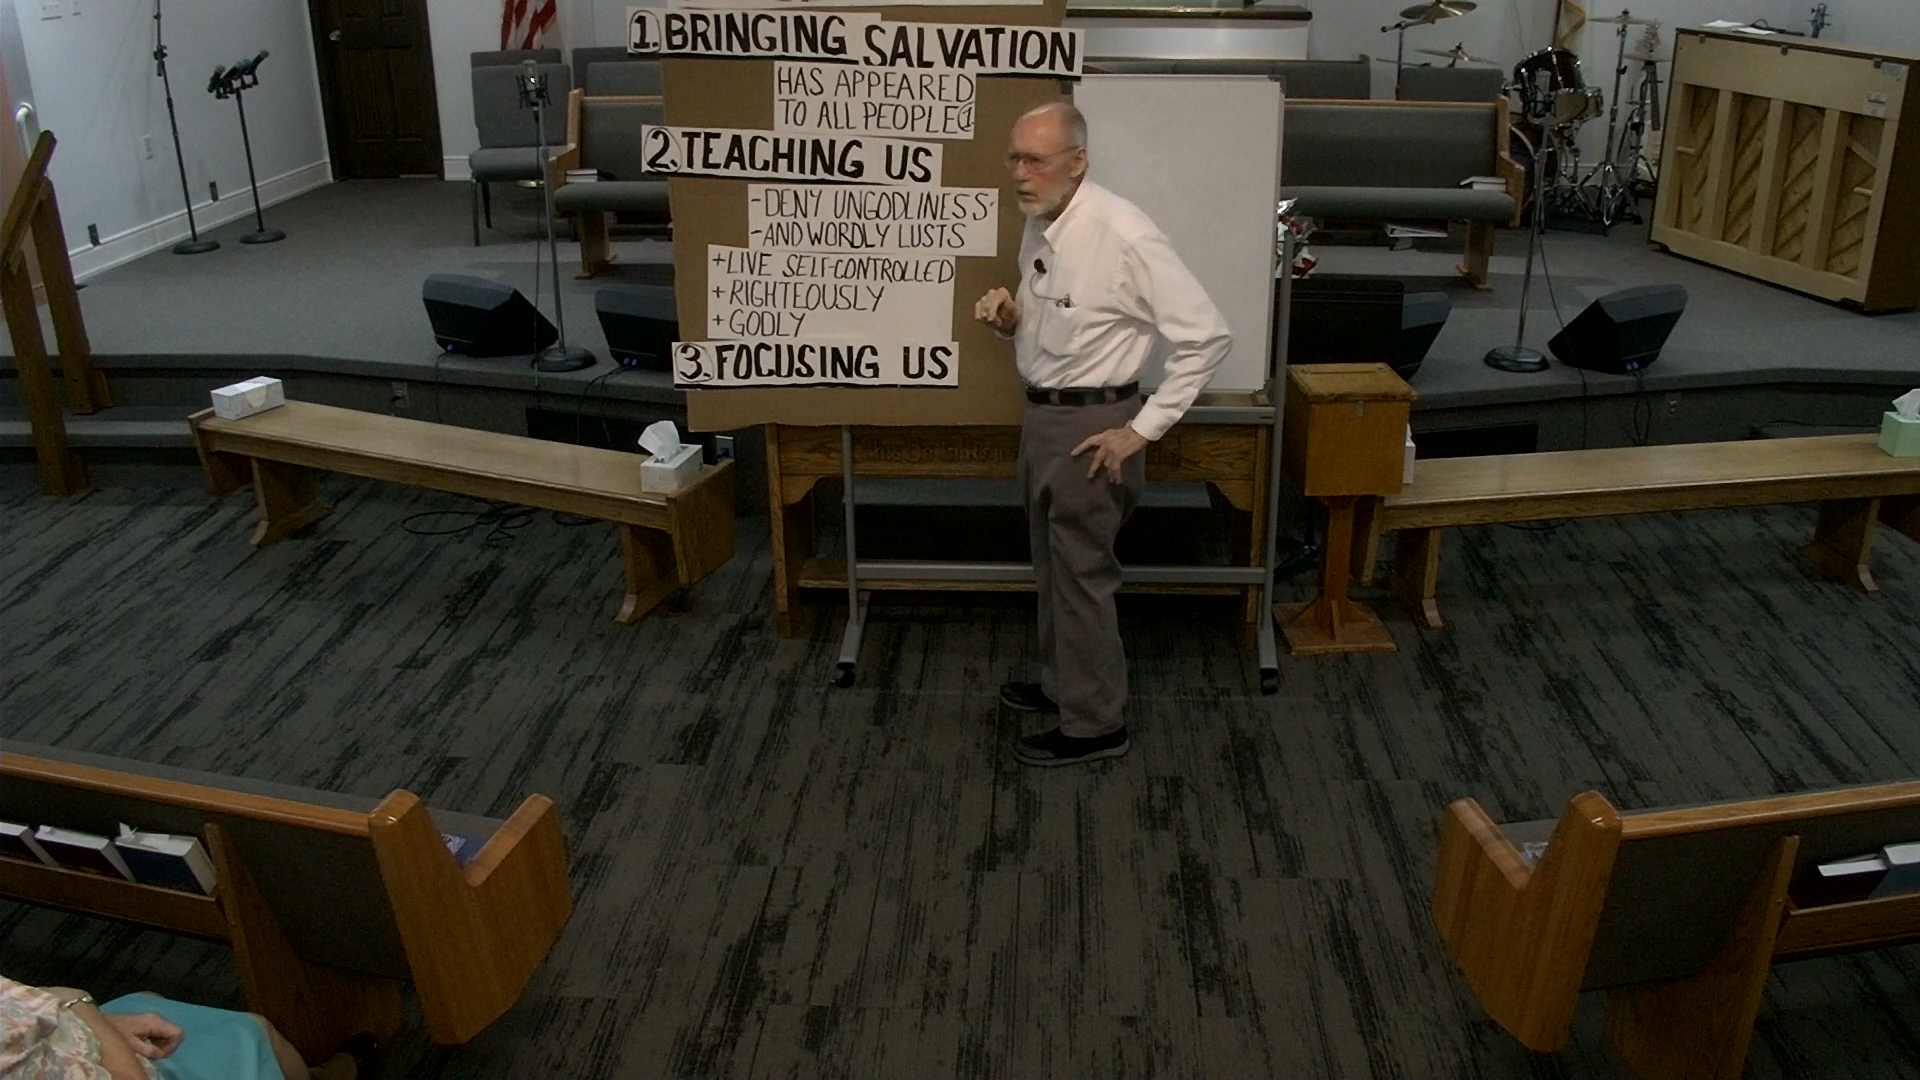 1. BRINGING SALVATION
HAS APPEARED
TO ALL PEOPLE
2. TEACHING US
-DENY UNGODLINESS
-AND WORDLY LUSTS
+LIVE SELF-CONTROLLED
+RIGHTEOUSLY
+GODLY
3. FOCUSING US